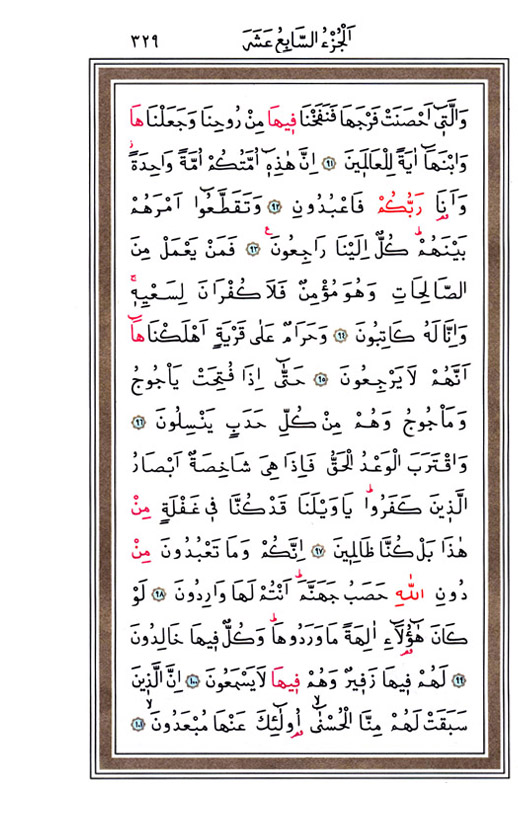 اَلْجُزْءُ السَّابِعُ عَشَرَ ٣٢٩
وَالَّتٖٓي اَحْصَنَتْ فَرْجَهَا فَنَفَخْنَا فٖيهَا مِنْ رُوحِنَا وَجَعَلْنَاهَا
وَابْنَهَٓا اٰيَةً لِلْعَالَمٖينَ ﴿٩١﴾ اِنَّ هٰذِهٖٓ اُمَّتُكُمْ اُمَّةً وَاحِدَةً
وَاَنَا۬ رَبُّكُمْ فَاعْبُدُونِ ﴿٩٢﴾ وَتَقَطَّعُٓوا اَمْرَهُمْ
بَيْنَهُمْؕ كُلٌّ اِلَيْنَا رَاجِعُونَࣖ ﴿٩٣﴾ فَمَنْ يَعْمَلْ مِنَ
الصَّالِحَاتِ وَهُوَ مُؤْمِنٌ فَلَا كُفْرَانَ لِسَعْيِهٖۚ
وَاِنَّا لَهُ كَاتِبُونَ ﴿٩٤﴾ وَحَرَامٌ عَلٰى قَرْيَةٍ اَهْلَكْنَاهَٓا
اَنَّهُمْ لَا يَرْجِعُونَ ﴿٩٥﴾ حَتّٰٓى اِذَا فُتِحَتْ يَأْجُوجُ
وَمَأْجُوجُ وَهُمْ مِنْ كُلِّ حَدَبٍ يَنْسِلُونَ ﴿٩٦﴾
وَاقْتَرَبَ الْوَعْدُ الْحَقُّ فَاِذَا هِيَ شَاخِصَةٌ اَبْصَارُ
الَّذٖينَ كَفَرُواؕ يَا وَيْلَنَا قَدْ كُنَّا فٖي غَفْلَةٍ مِنْ
هٰذَا بَلْ كُنَّا ظَالِمٖينَ ﴿٩٧﴾ اِنَّكُمْ وَمَا تَعْبُدُونَ مِنْ
دُونِ اللّٰهِ حَصَبُ جَهَنَّمَؕ اَنْتُمْ لَهَا وَارِدُونَ ﴿٩٨﴾ لَوْ
كَانَ هٰٓؤُ۬لَٓاءِ اٰلِهَةً مَا وَرَدُوهَاؕ وَكُلٌّ فٖيهَا خَالِدُونَ
﴿٩٩﴾ لَهُمْ فٖيهَا زَفٖيرٌ وَهُمْ فٖيهَا لَا يَسْمَعُونَ ﴿١٠٠﴾ اِنَّ الَّذٖينَ
سَبَقَتْ لَهُمْ مِنَّا الْحُسْنٰٓىۙ اُو۬لٰٓئِكَ عَنْهَا مُبْعَدُونَۙ ﴿١٠١﴾